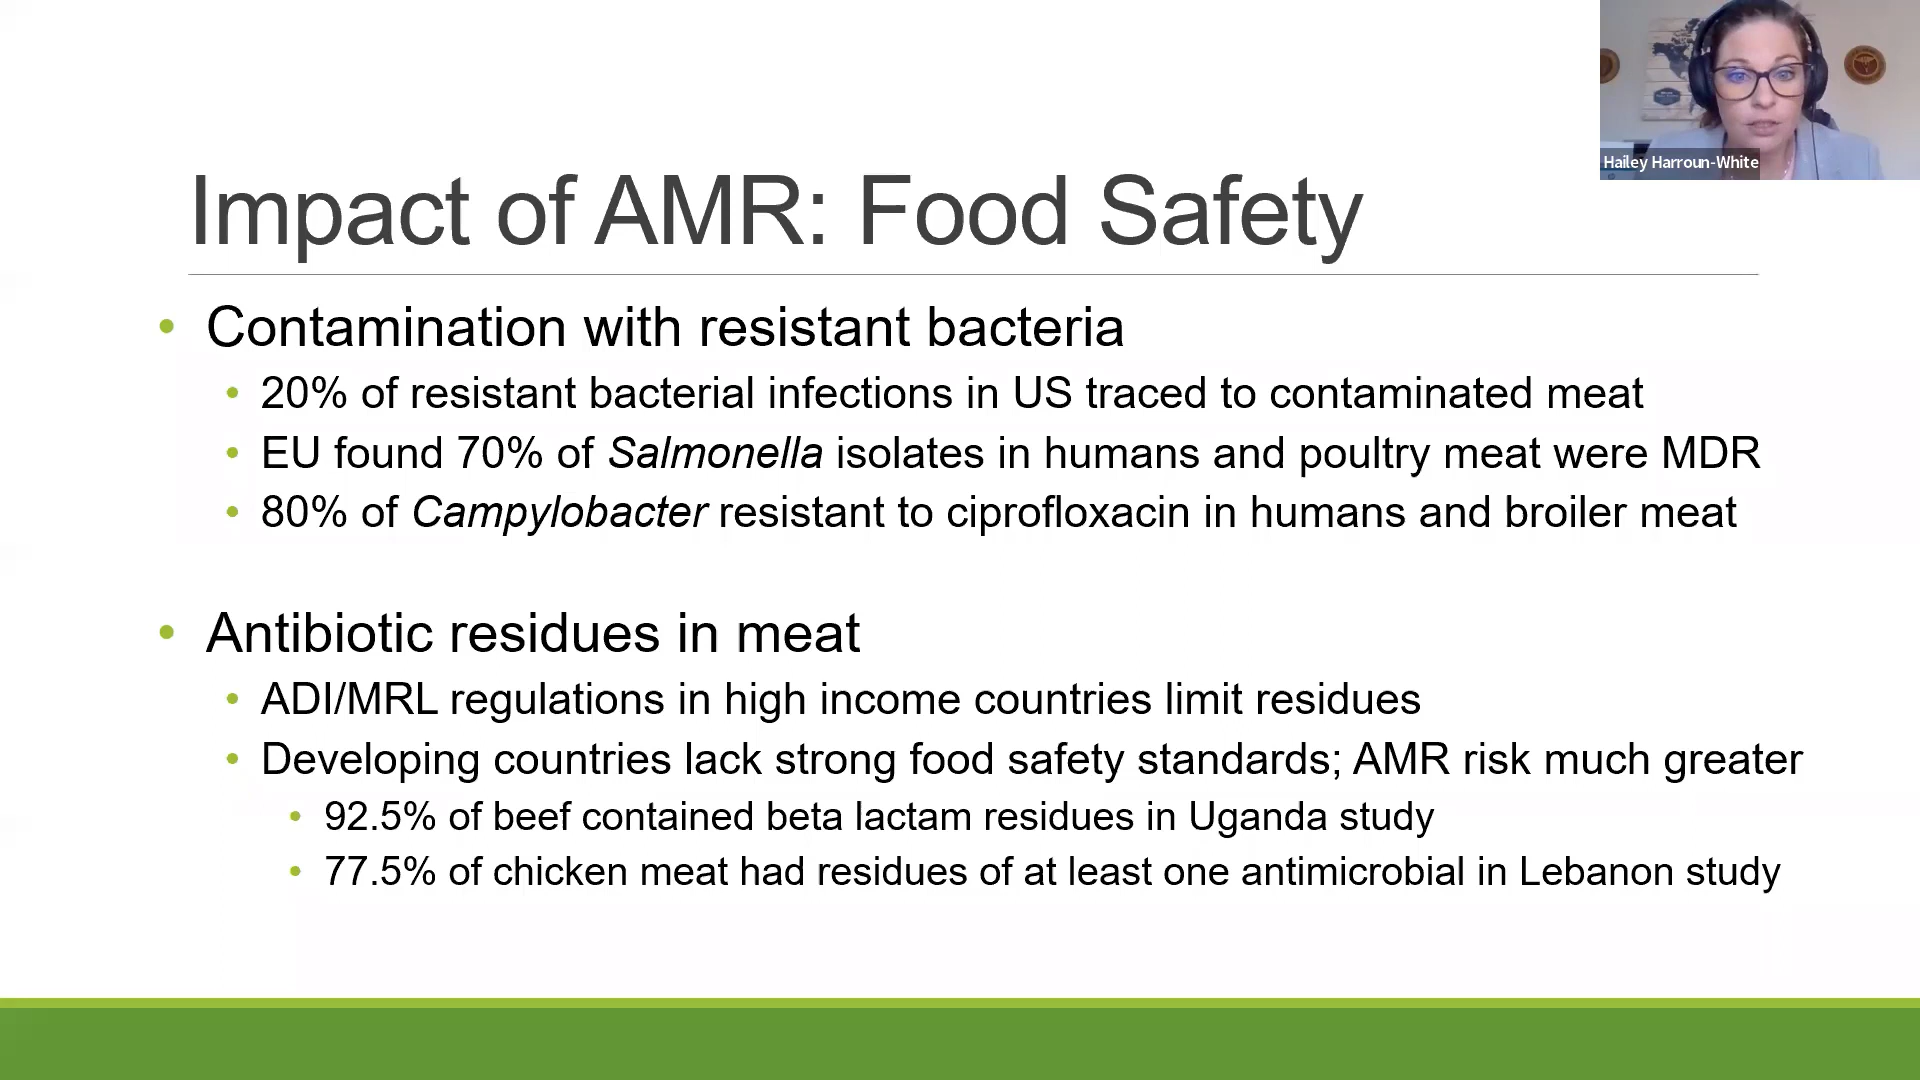 Hailey Harroun-White
Impact of AMR: Food Safety
• Contamination with resistant bacteria
• 20% of resistant bacterial infections in US traced to contaminated meat
• EU found 70% of Salmonella isolates in humans and poultry meat were MDR
• 80% of Campylobacter resistant to ciprofloxacin in humans and broiler meat
• Antibiotic residues in meat
• ADI/MRL regulations in high income countries limit residues
• Developing countries lack strong food safety standards; AMR risk much greater
• 92.5% of beef contained beta lactam residues in Uganda study
• 77.5% of chicken meat had residues of at least one antimicrobial in Lebanon study